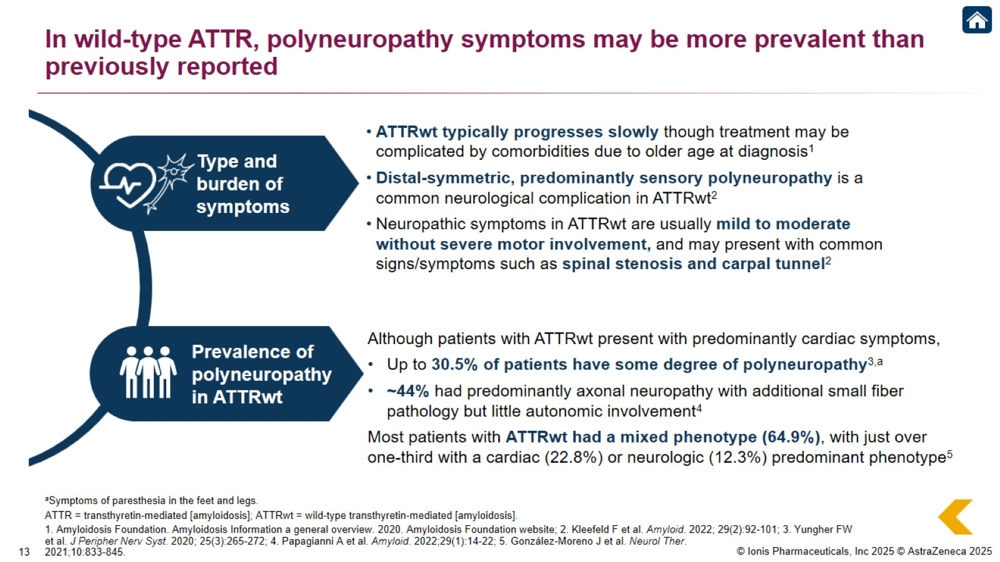 In wild-type ATTR, polyneuropathy symptoms may be more prevalent than
previously reported
Type and
burden of
symptoms
• ATTRwt typically progresses slowly though treatment may be
complicated by comorbidities due to older age at diagnosis¹
• Distal-symmetric, predominantly sensory polyneuropathy is a
common neurological complication in ATTRwt²
• Neuropathic symptoms in ATTRwt are usually mild to moderate
without severe motor involvement, and may present with common
signs/symptoms such as spinal stenosis and carpal tunnel²
Prevalence of
polyneuropathy
in ATTRwt
Although patients with ATTRwt present with predominantly cardiac symptoms,
• Up to 30.5% of patients have some degree of polyneuropathy³,ᵃ
• ~44% had predominantly axonal neuropathy with additional small fiber
pathology but little autonomic involvement⁴
Most patients with ATTRwt had a mixed phenotype (64.9%), with just over
one-third with a cardiac (22.8%) or neurologic (12.3%) predominant phenotype⁵
ᵃSymptoms of paresthesia in the feet and legs.
ATTR = transthyretin-mediated [amyloidosis]; ATTRwt = wild-type transthyretin-mediated [amyloidosis].
1. Amyloidosis Foundation. Amyloidosis Information a general overview. 2020. Amyloidosis Foundation website; 2. Kleefeld F et al. Amyloid. 2022; 29(2):92-101; 3. Yungher FW
et al. J Peripher Nerv Syst. 2020; 25(3):265-272; 4. Papagianni A et al. Amyloid. 2022;29(1):14-22; 5. González-Moreno J et al. Neurol Ther.
2021;10:833-845.
13
© Ionis Pharmaceuticals, Inc 2025 © AstraZeneca 2025